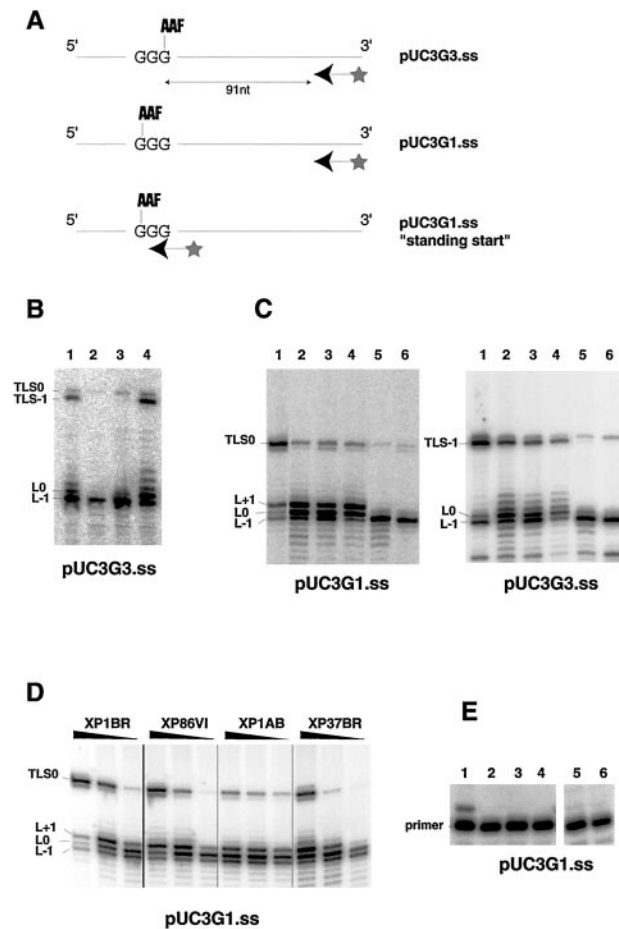 A
AAF
5'
3'
GGG
pUC3G3.ss
91nt
AAF
5'
3'
GGG
pUC3G1.ss
AAF
5'
3'
GGG
pUC3G1.ss
"standing start"
B
1 2 3 4
TLS0
TLS-1
L0
L-1
pUC3G3.ss
C
1 2 3 4 5 6
TLS0
L+1
L0
L-1
pUC3G1.ss
1 2 3 4 5 6
TLS-1
L0
L-1
pUC3G3.ss
D
XP1BR XP86VI XP1AB XP37BR
TLS0
L+1
L0
L-1
pUC3G1.ss
E
1 2 3 4 5 6
primer
pUC3G1.ss